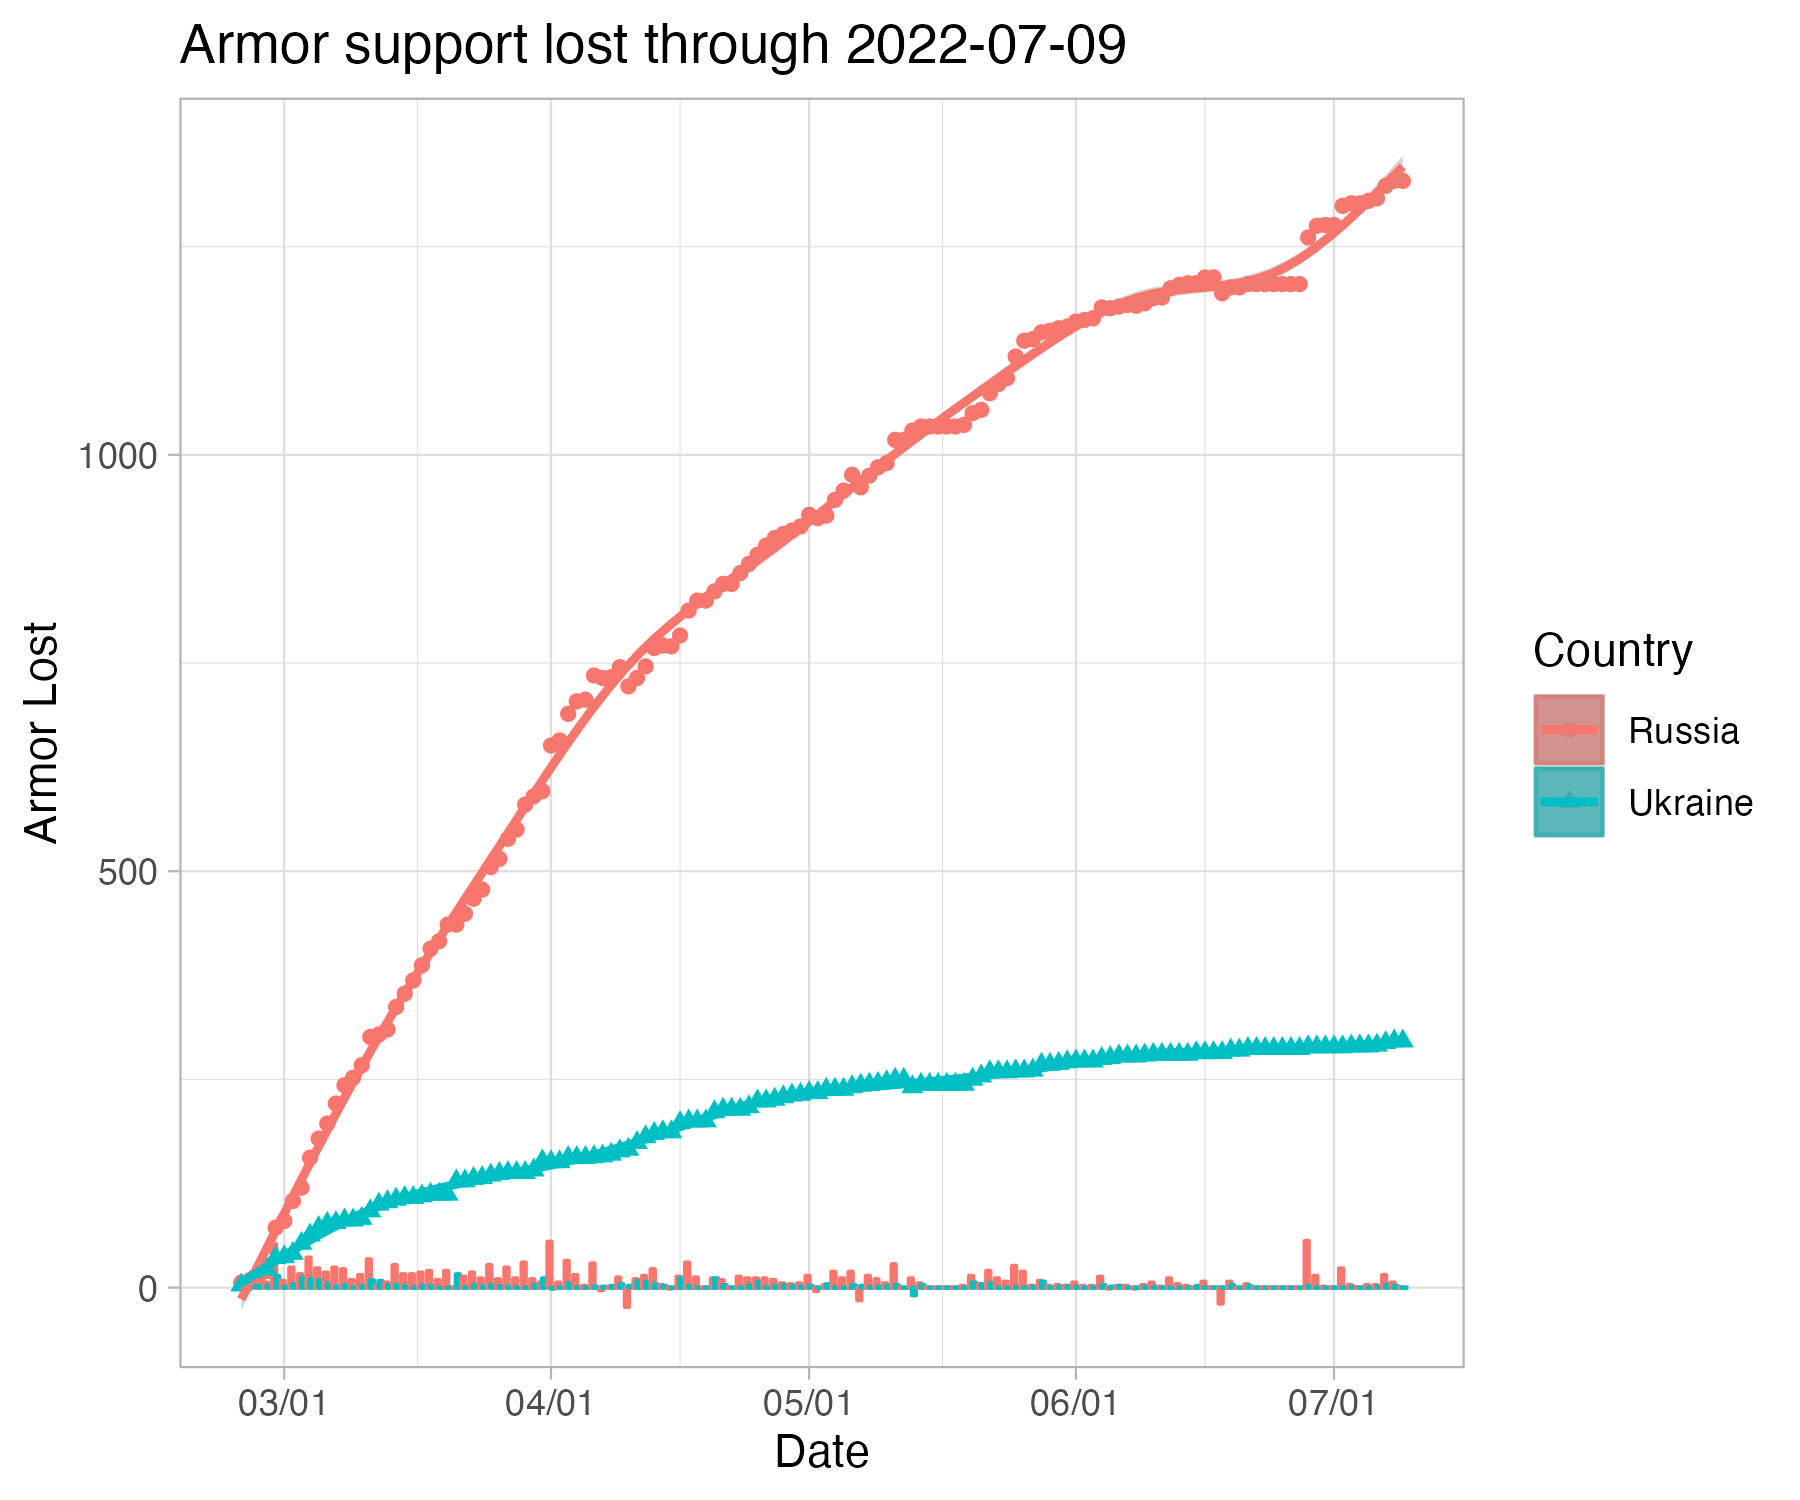 Armor support lost through 2022-07-09
Armor Lost
1000
500
0
03/01
04/01
05/01
06/01
07/01
Date
Country
Russia
Ukraine